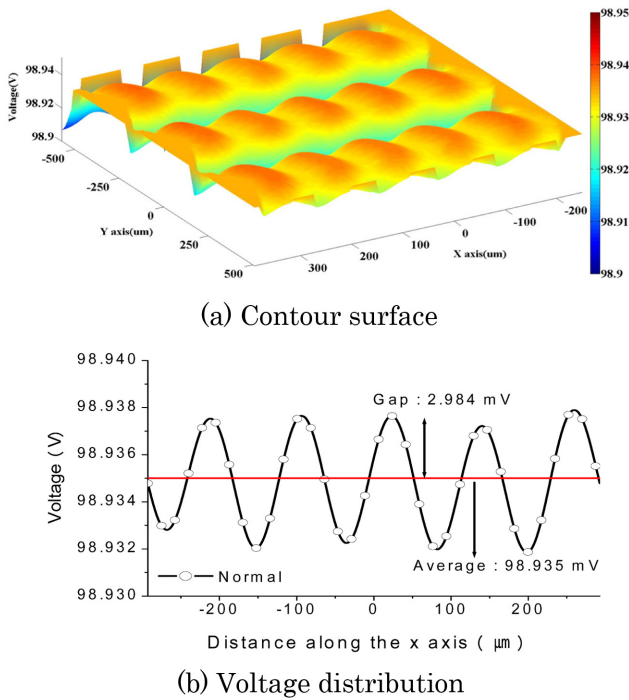 98.95
98.94
98.93
98.92
98.91
98.9
Voltage(V)
98.94
98.92
98.9
-500
-250
0
250
500
Y axis(um)
300
200
100
0
-100
-200
X axis(um)
(a) Contour surface
98.940
98.938
98.936
98.934
98.932
98.930
Voltage (V)
Gap : 2.984 mV
Average : 98.935 mV
Normal
-200 -100 0 100 200
Distance along the x axis ( μm)
(b) Voltage distribution